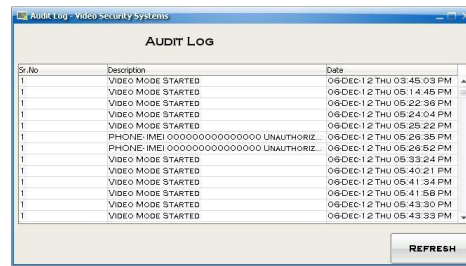 Audit Log - Video Security Systems
AUDIT LOG
Sr.No Description Date
1 VIDEO MODE STARTED 06-DEC-12 THU 03:45:03 PM
1 VIDEO MODE STARTED 06-DEC-12 THU 05:14:45 PM
1 VIDEO MODE STARTED 06-DEC-12 THU 05:22:36 PM
1 VIDEO MODE STARTED 06-DEC-12 THU 05:24:04 PM
1 VIDEO MODE STARTED 06-DEC-12 THU 05:25:22 PM
1 PHONE-IMEI 000000000000000 UNAUTHORIZ... 06-DEC-12 THU 05:26:35 PM
1 PHONE-IMEI 000000000000000 UNAUTHORIZ... 06-DEC-12 THU 05:26:52 PM
1 VIDEO MODE STARTED 06-DEC-12 THU 05:33:24 PM
1 VIDEO MODE STARTED 06-DEC-12 THU 05:40:21 PM
1 VIDEO MODE STARTED 06-DEC-12 THU 05:41:34 PM
1 VIDEO MODE STARTED 06-DEC-12 THU 05:41:58 PM
1 VIDEO MODE STARTED 06-DEC-12 THU 05:43:30 PM
1 VIDEO MODE STARTED 06-DEC-12 THU 05:43:33 PM
REFRESH